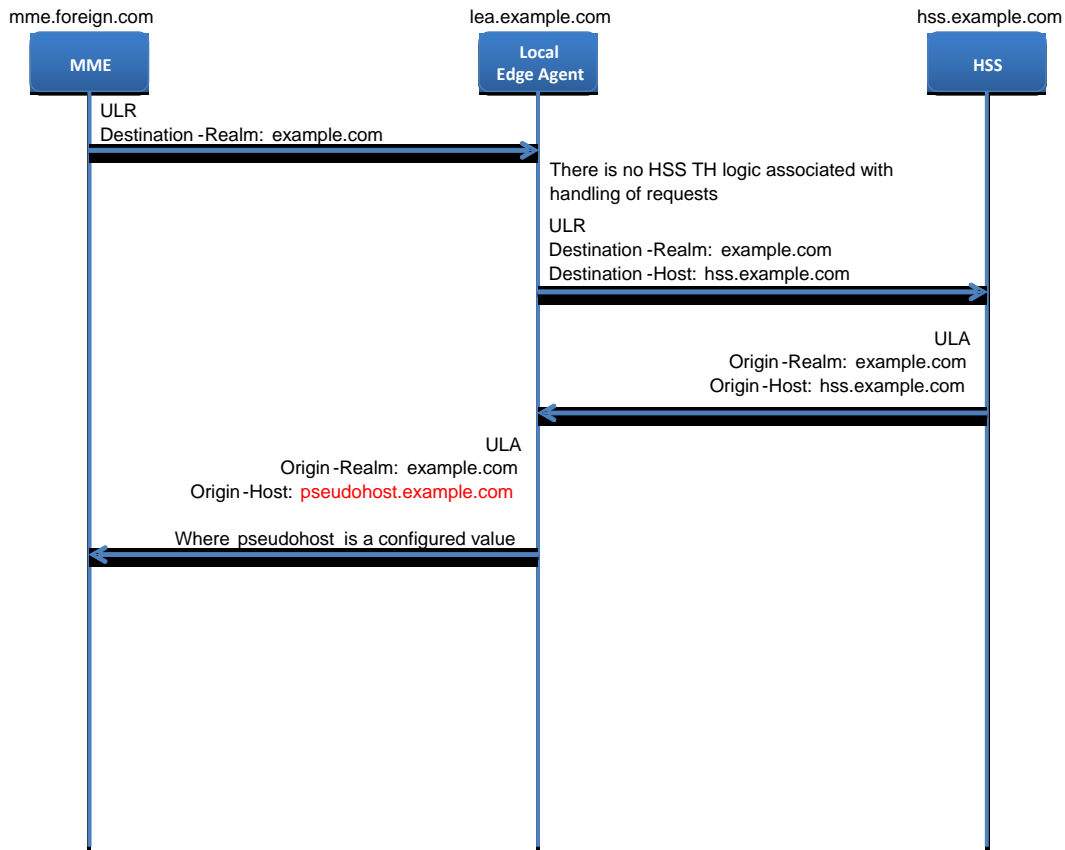 mme.foreign.com
lea.example.com
hss.example.com
MME
Local
Edge Agent
HSS
ULR
Destination -Realm: example.com
There is no HSS TH logic associated with
handling of requests
ULR
Destination -Realm: example.com
Destination -Host: hss.example.com
ULA
Origin -Realm: example.com
Origin -Host: hss.example.com
ULA
Origin -Realm: example.com
Origin -Host: pseudohost.example.com
Where pseudohost is a configured value